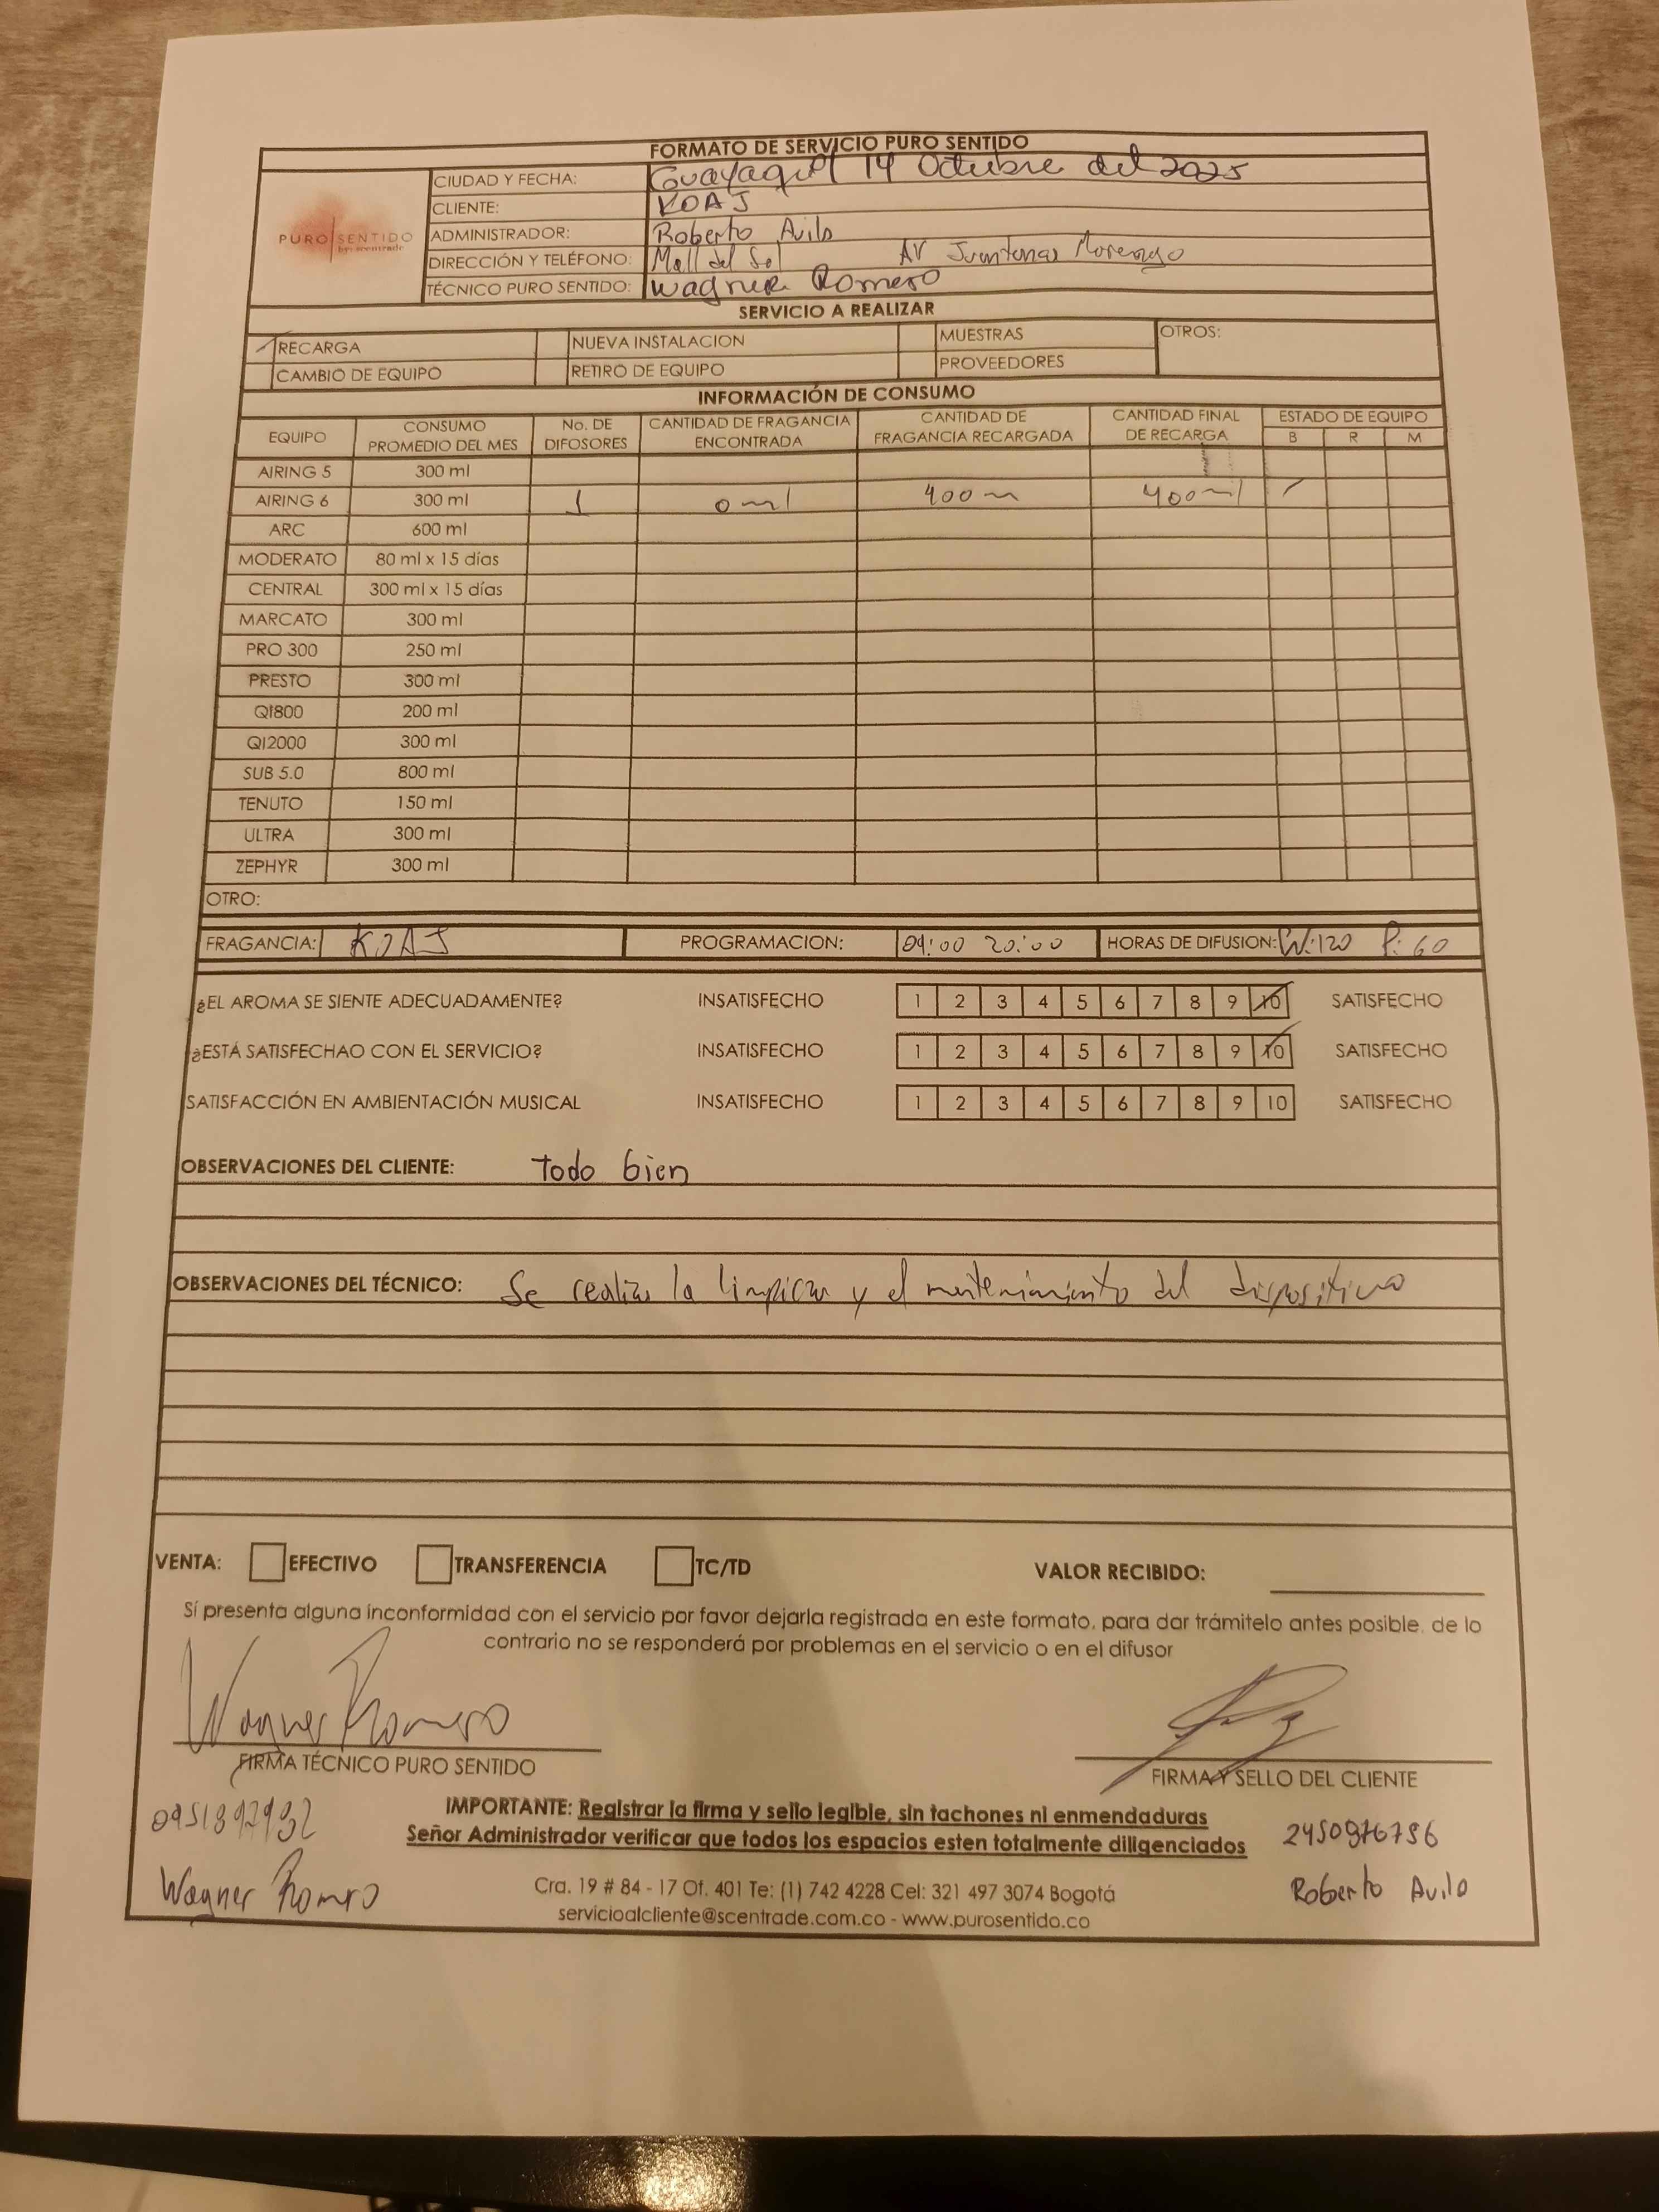 FORMATO DE SERVICIO PURO SENTIDO
PURO SENTIDO
by: scentrade
CIUDAD Y FECHA: Guayaquil 14 Octubre del 2025
CLIENTE: KOAJ
ADMINISTRADOR: Roberto Avila
DIRECCIÓN Y TELÉFONO: Mall del Sol AV
TÉCNICO PURO SENTIDO: Wagner Romero
SERVICIO A REALIZAR
RECARGA NUEVA INSTALACION MUESTRAS OTROS:
CAMBIO DE EQUIPO RETIRO DE EQUIPO PROVEEDORES
INFORMACIÓN DE CONSUMO
EQUIPO CONSUMO PROMEDIO DEL MES No. DE DIFOSORES CANTIDAD DE FRAGANCIA ENCONTRADA CANTIDAD DE FRAGANCIA RECARGADA CANTIDAD FINAL DE RECARGA ESTADO DE EQUIPO
B R M
AIRING 5 300 ml
AIRING 6 300 ml 1 0 ml 400 m 400 ml
ARC 600 ml
MODERATO 80 ml x 15 días
CENTRAL 300 ml x 15 días
MARCATO 300 ml
PRO 300 250 ml
PRESTO 300 ml
QI800 200 ml
QI2000 300 ml
SUB 5.0 800 ml
TENUTO 150 ml
ULTRA 300 ml
ZEPHYR 300 ml
OTRO:
FRAGANCIA: KOAJ PROGRAMACION: 09:00 20:00 HORAS DE DIFUSION: W:120 P:60
¿EL AROMA SE SIENTE ADECUADAMENTE? INSATISFECHO 1 2 3 4 5 6 7 8 9 10 SATISFECHO
¿ESTÁ SATISFECHAO CON EL SERVICIO? INSATISFECHO 1 2 3 4 5 6 7 8 9 10 SATISFECHO
SATISFACCIÓN EN AMBIENTACIÓN MUSICAL INSATISFECHO 1 2 3 4 5 6 7 8 9 10 SATISFECHO
OBSERVACIONES DEL CLIENTE: todo bien
OBSERVACIONES DEL TÉCNICO: Se realiza la limpieza y el mantenimiento del dispositivo
VENTA: EFECTIVO TRANSFERENCIA TC/TD VALOR RECIBIDO:
Sí presenta alguna inconformidad con el servicio por favor dejarla registrada en este formato, para dar trámitelo antes posible, de lo
contrario no se responderá por problemas en el servicio o en el difusor
Wagner Romero
FIRMA TÉCNICO PURO SENTIDO FIRMA Y SELLO DEL CLIENTE
IMPORTANTE: Registrar la firma y sello legible, sin tachones ni enmendaduras
Señor Administrador verificar que todos los espacios esten totalmente diligenciados
2450976756
Wagner Romero
Roberto Avila
Cra. 19 # 84 - 17 Of. 401 Te: (1) 742 4228 Cel: 321 497 3074 Bogotá
servicioalcliente@scentrade.com.co - www.purosentido.co